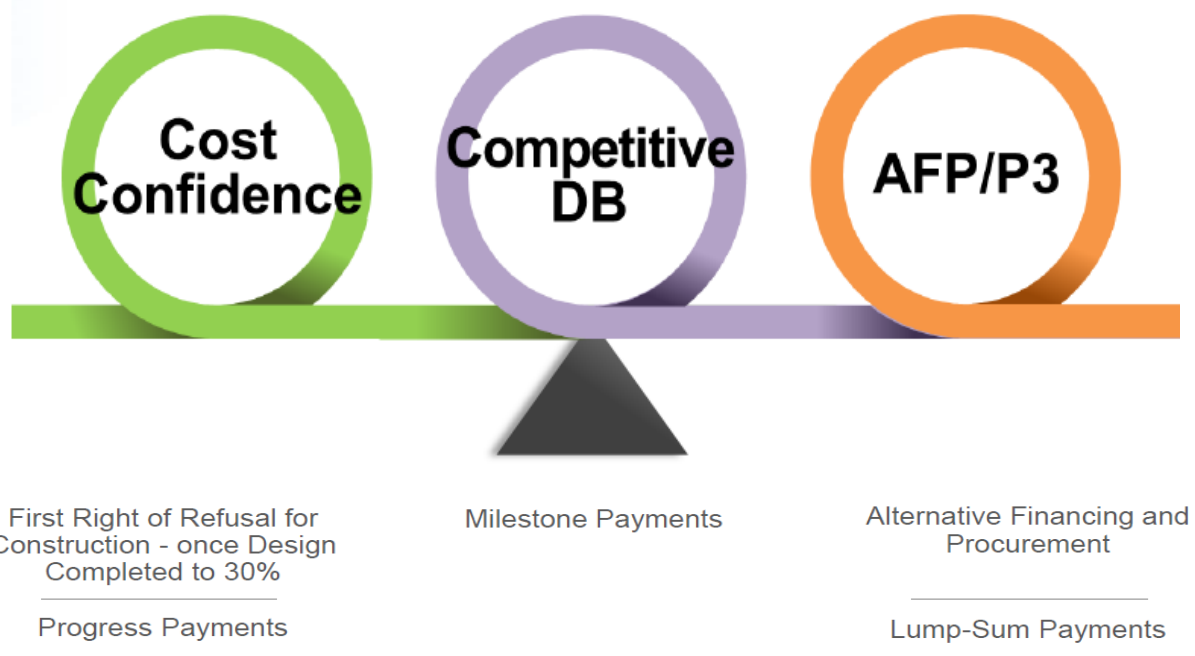 Cost
Confidence
Competitive
DB
AFP/P3
First Right of Refusal for
Construction - once Design
Completed to 30%
Progress Payments
Milestone Payments
Alternative Financing and
Procurement
Lump-Sum Payments